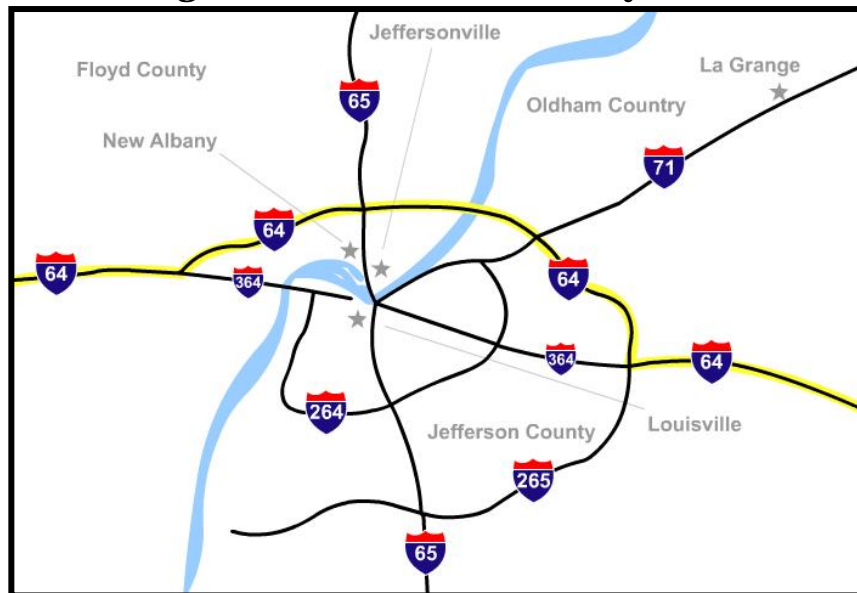 Jeffersonville
Floyd County
La Grange
65
Oldham Country
New Albany
71
64
64
364
64
364
64
264
Jefferson County
Louisville
265
65